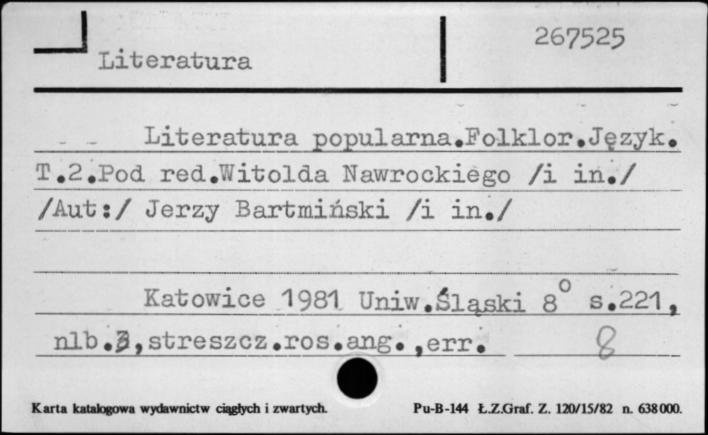 267525
Literatura
Literatura popularna.Folklor.Język.
T.2.Pod red.Witolda Nawrockiego /i in./
/Aut:/ Jerzy Bartmiński /i in./
Katowice 1981 Uniw.Śląski 8° s.221,
nlb.3,streszcz.ros.ang.,err.
8
Karta katalogowa wydawnictw ciągłych i zwartych. Pu-B-144 Ł.Z.Graf. Z. 120/15/82 n. 638000.